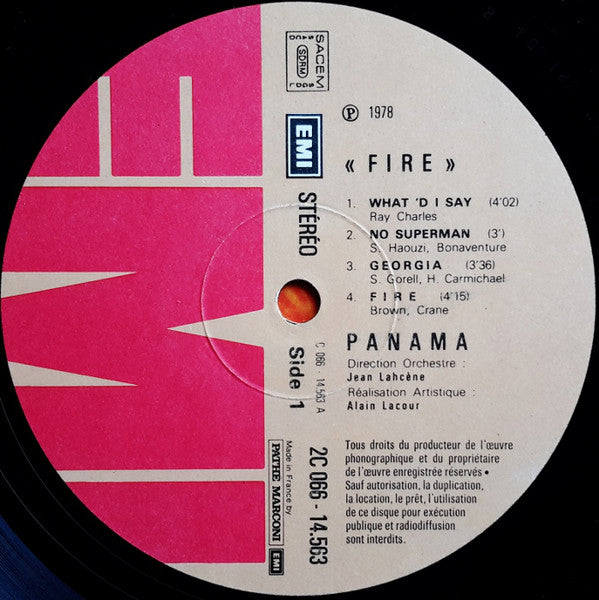 SACEM
SACD
SDRM
SGDL
℗ 1978
EMI
« FIRE »
STÉRÉO
1. WHAT 'D I SAY (4'02)
Ray Charles
2. NO SUPERMAN (3')
S. Haouzi, Bonaventure
3. GEORGIA (3'36)
S. Gorell, H. Carmichael
4. FIRE (4'15)
Brown, Crane
PANAMA
Direction Orchestre :
Jean Lahcène
Réalisation Artistique :
Alain Lacour
C 066 - 14.563 A
Side 1
2C 066 - 14.563
Made in France by
PATHE MARCONI EMI
Tous droits du producteur de l'œuvre
phonographique et du propriétaire
de l'œuvre enregistrée réservés •
Sauf autorisation, la duplication,
la location, le prêt, l'utilisation
de ce disque pour exécution
publique et radiodiffusion
sont interdits.
EMI